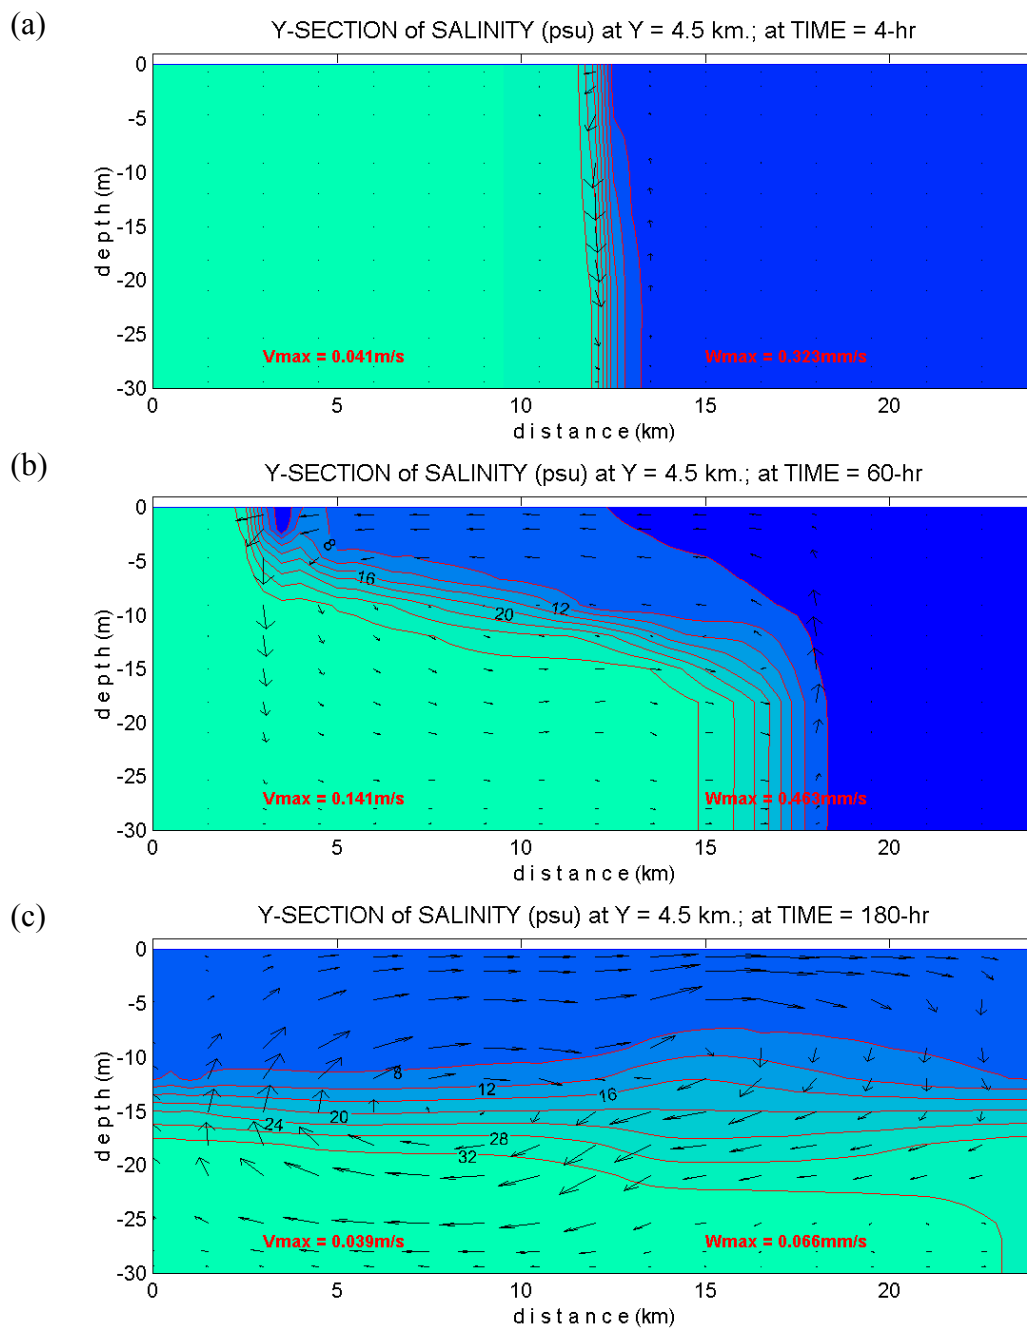 (a)
Y-SECTION of SALINITY (psu) at Y = 4.5 km.; at TIME = 4-hr
0
-5
-10
-15
-20
-25
-30
depth (m)
Vmax = 0.041m/s
Wmax = 0.323mm/s
0 5 10 15 20
distance (km)
(b)
Y-SECTION of SALINITY (psu) at Y = 4.5 km.; at TIME = 60-hr
0
-5
-10
-15
-20
-25
-30
depth (m)
8
16
20
12
Vmax = 0.141m/s
Wmax = 0.463mm/s
0 5 10 15 20
distance (km)
(c)
Y-SECTION of SALINITY (psu) at Y = 4.5 km.; at TIME = 180-hr
0
-5
-10
-15
-20
-25
-30
depth (m)
8
12
16
20
24
28
32
Vmax = 0.039m/s
Wmax = 0.066mm/s
0 5 10 15 20
distance (km)